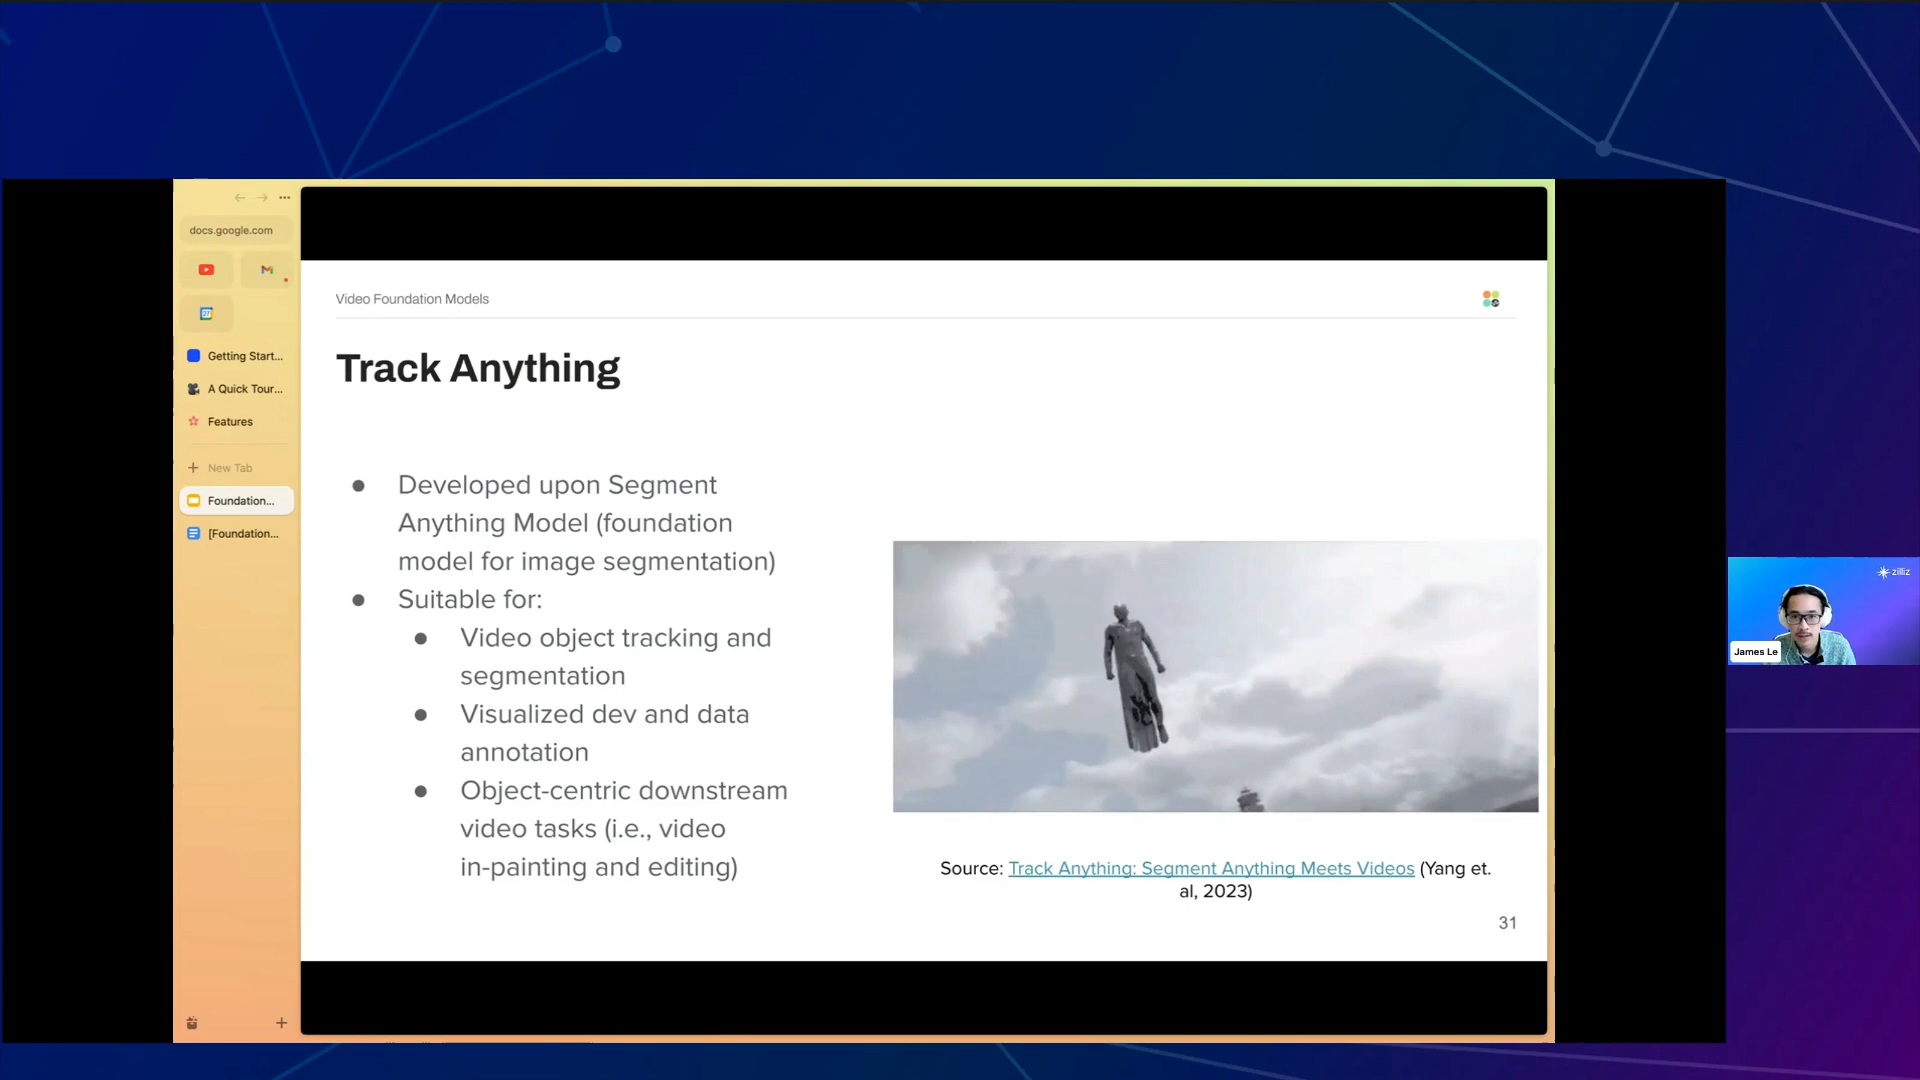 docs.google.com
27
Getting Start...
A Quick Tour...
Features
New Tab
Foundation...
[Foundation...
Video Foundation Models
Track Anything
● Developed upon Segment
Anything Model (foundation
model for image segmentation)
● Suitable for:
● Video object tracking and
segmentation
● Visualized dev and data
annotation
● Object-centric downstream
video tasks (i.e., video
in-painting and editing)
Source: Track Anything: Segment Anything Meets Videos (Yang et.
al, 2023)
31
zilliz
James Le